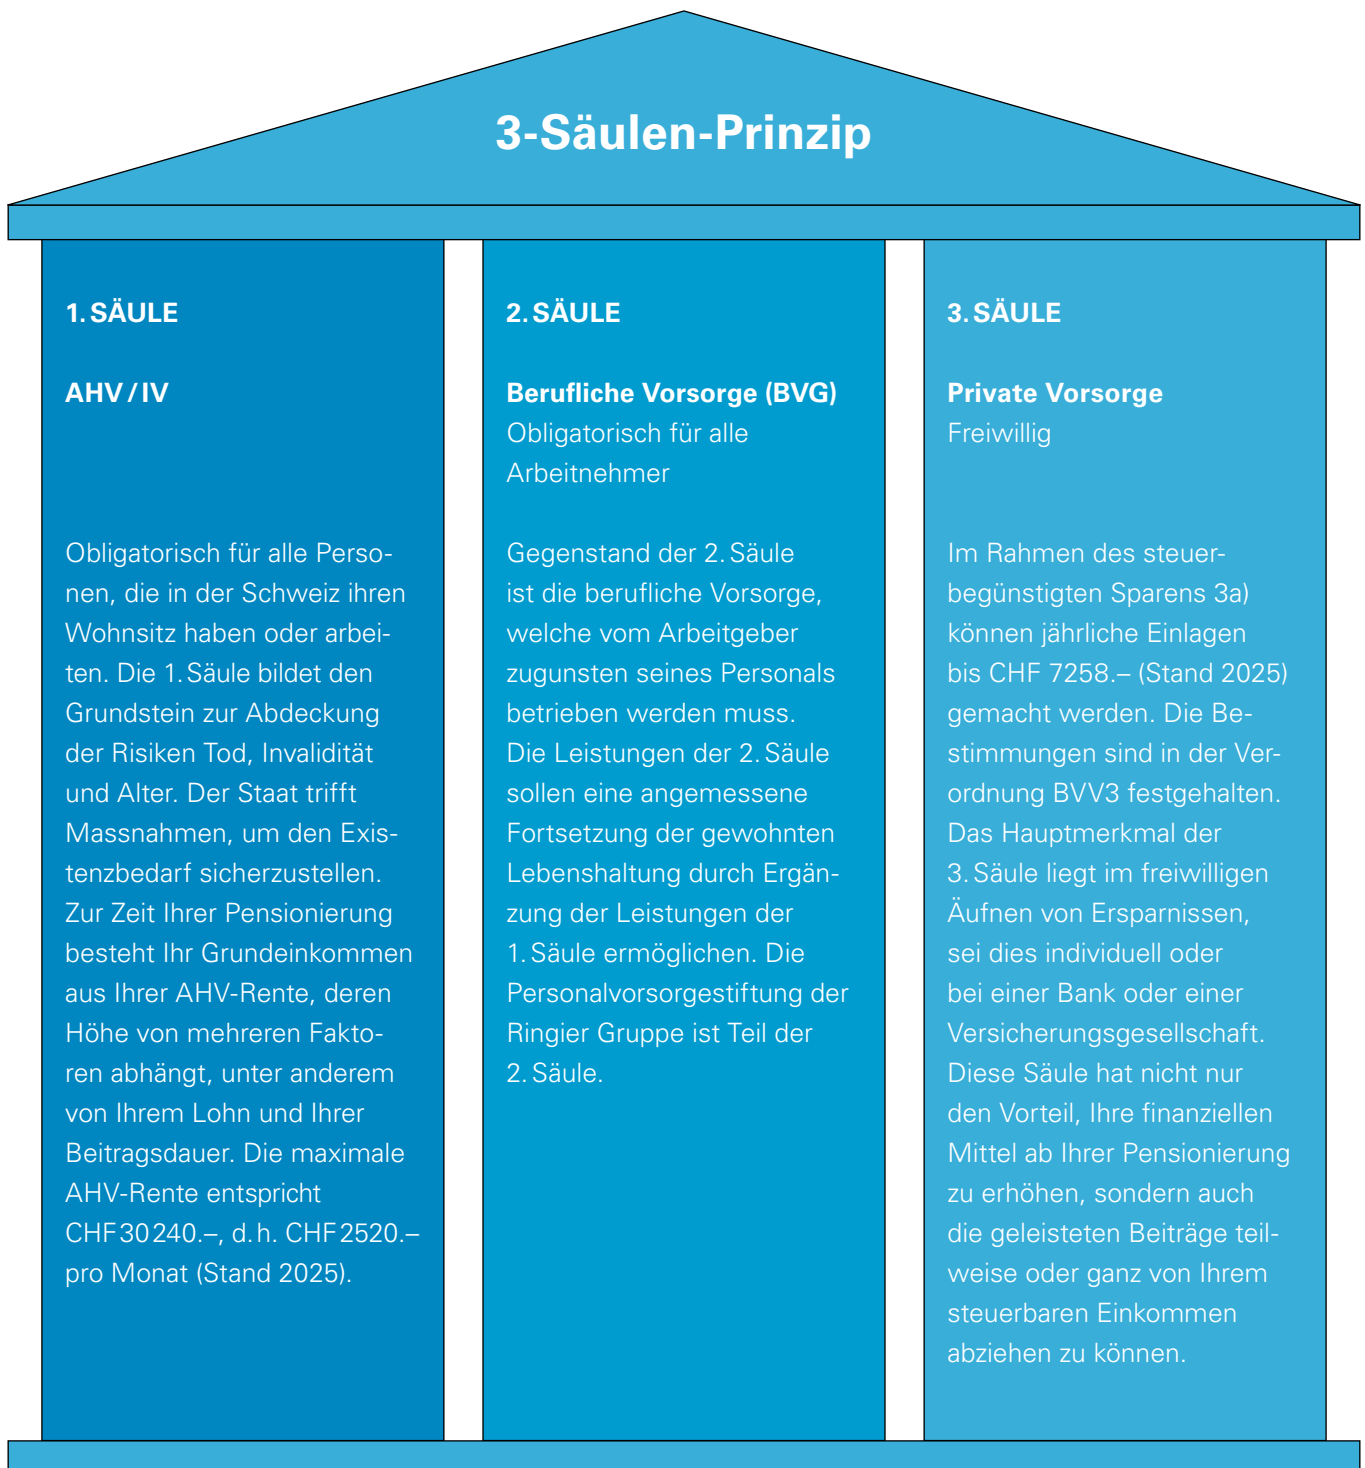 3-Säulen-Prinzip
1. SÄULE
AHV / IV
Obligatorisch für alle Perso-
nen, die in der Schweiz ihren
Wohnsitz haben oder arbei-
ten. Die 1. Säule bildet den
Grundstein zur Abdeckung
der Risiken Tod, Invalidität
und Alter. Der Staat trifft
Massnahmen, um den Exis-
tenzbedarf sicherzustellen.
Zur Zeit Ihrer Pensionierung
besteht Ihr Grundeinkommen
aus Ihrer AHV-Rente, deren
Höhe von mehreren Fakto-
ren abhängt, unter anderem
von Ihrem Lohn und Ihrer
Beitragsdauer. Die maximale
AHV-Rente entspricht
CHF 30 240.–, d. h. CHF 2520.–
pro Monat (Stand 2025).
2. SÄULE
Berufliche Vorsorge (BVG)
Obligatorisch für alle
Arbeitnehmer
Gegenstand der 2. Säule
ist die berufliche Vorsorge,
welche vom Arbeitgeber
zugunsten seines Personals
betrieben werden muss.
Die Leistungen der 2. Säule
sollen eine angemessene
Fortsetzung der gewohnten
Lebenshaltung durch Ergän-
zung der Leistungen der
1. Säule ermöglichen. Die
Personalvorsorgestiftung der
Ringier Gruppe ist Teil der
2. Säule.
3. SÄULE
Private Vorsorge
Freiwillig
Im Rahmen des steuer-
begünstigten Sparens 3a)
können jährliche Einlagen
bis CHF 7258.– (Stand 2025)
gemacht werden. Die Be-
stimmungen sind in der Ver-
ordnung BVV3 festgehalten.
Das Hauptmerkmal der
3. Säule liegt im freiwilligen
Äufnen von Ersparnissen,
sei dies individuell oder
bei einer Bank oder einer
Versicherungsgesellschaft.
Diese Säule hat nicht nur
den Vorteil, Ihre finanziellen
Mittel ab Ihrer Pensionierung
zu erhöhen, sondern auch
die geleisteten Beiträge teil-
weise oder ganz von Ihrem
steuerbaren Einkommen
abziehen zu können.